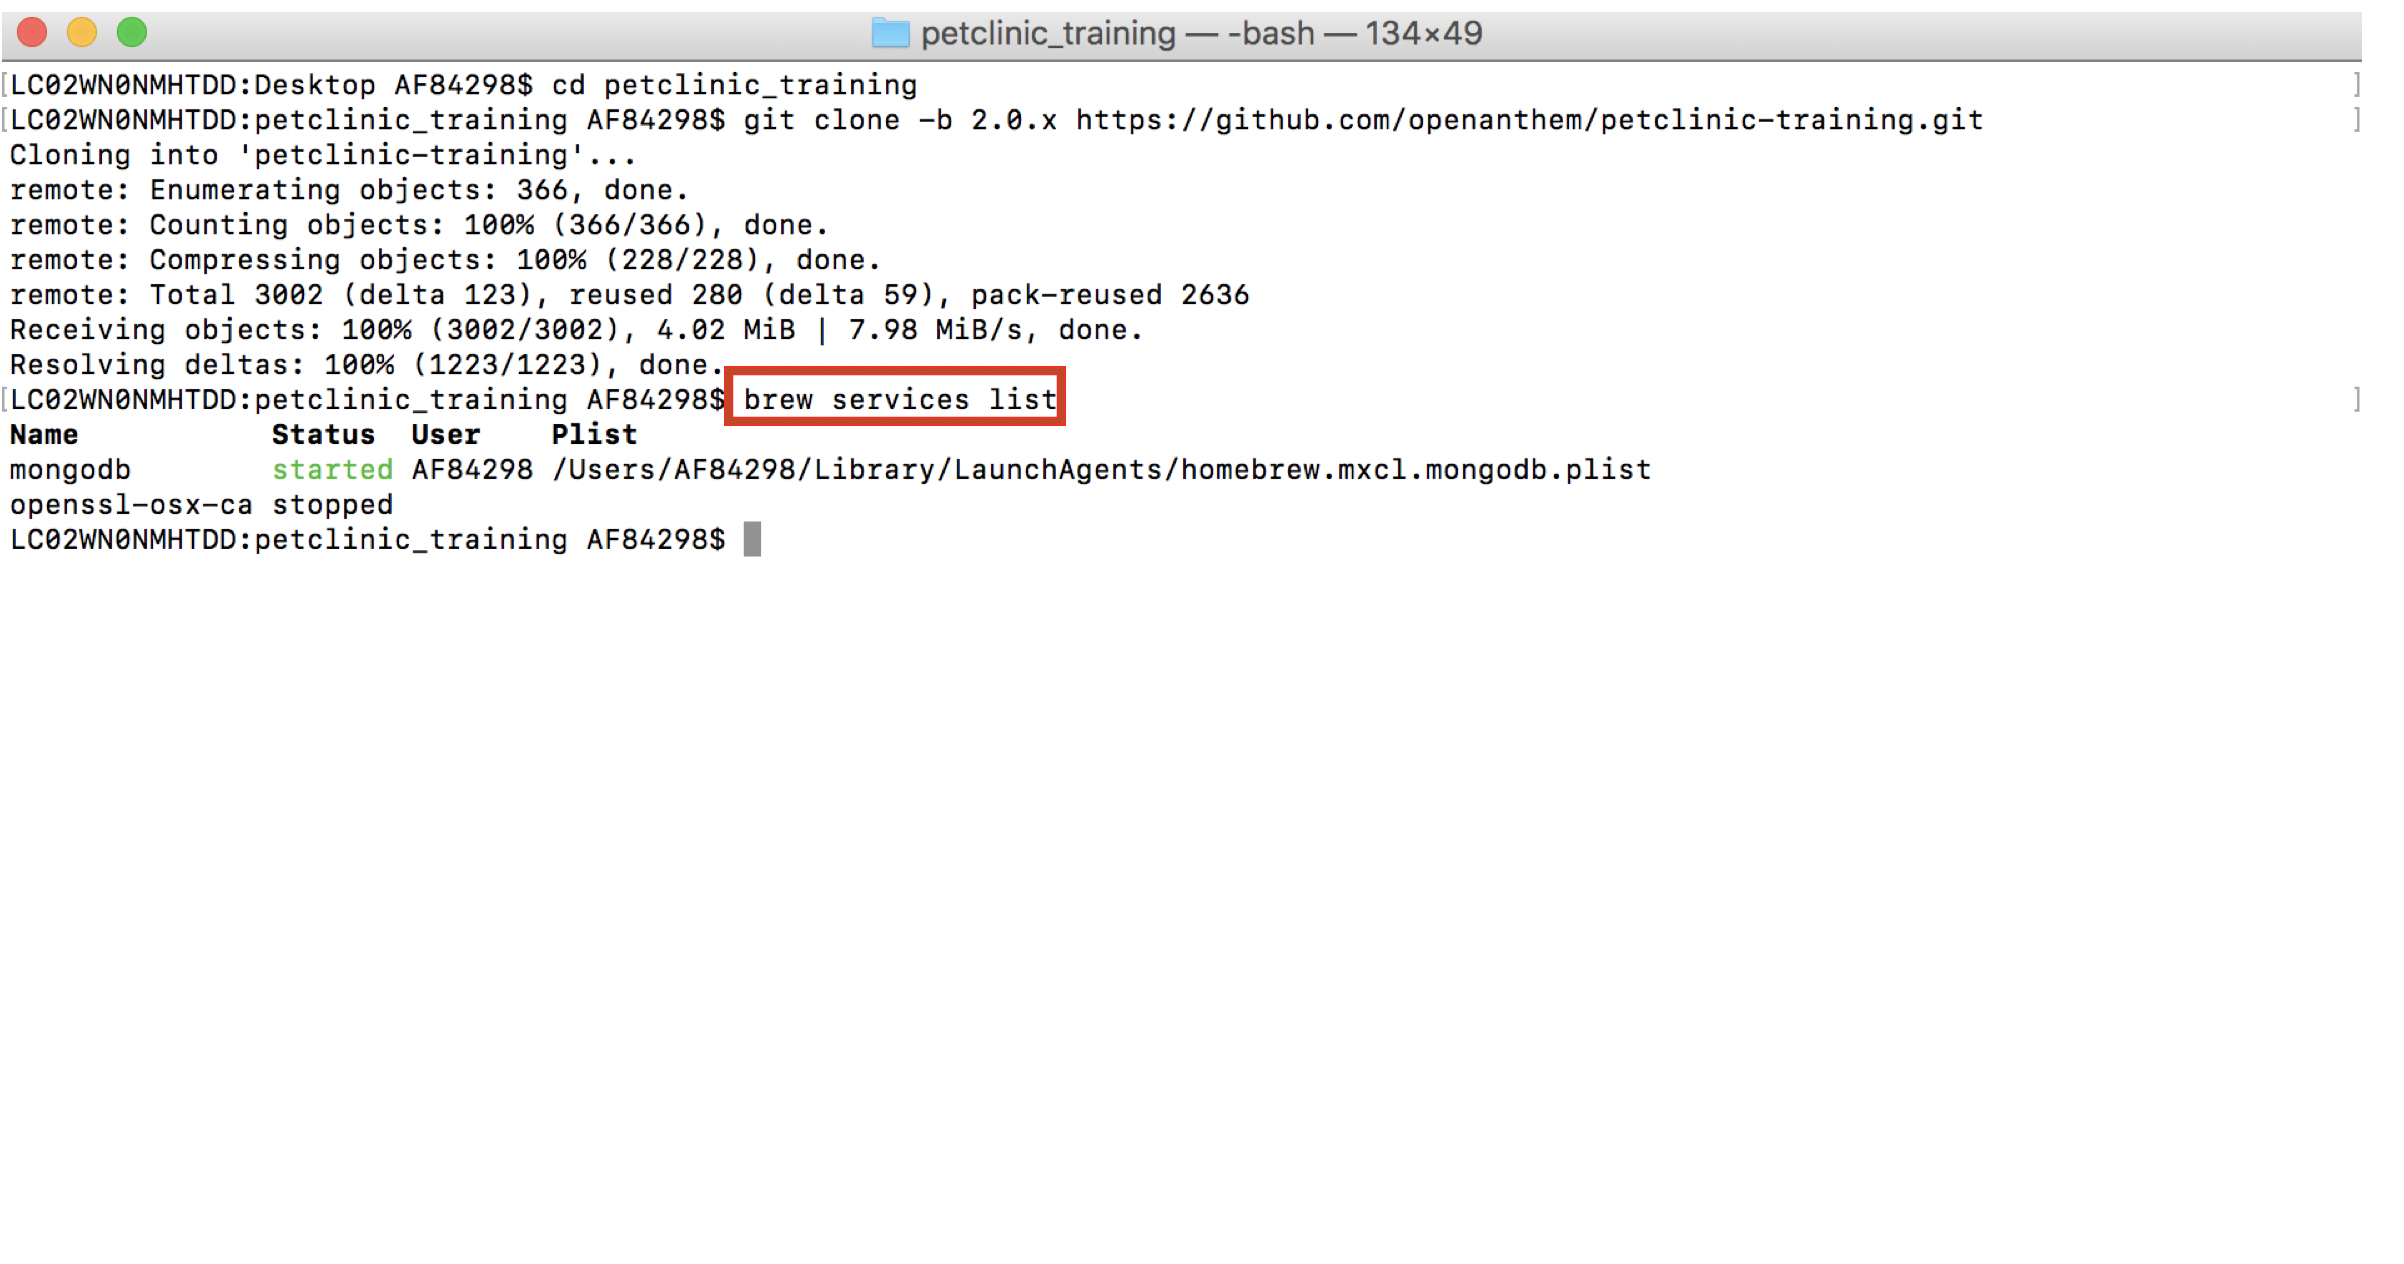 petclinic_training — -bash — 134×49
[LC02WN0NMHTDD:Desktop AF84298$ cd petclinic_training ]
[LC02WN0NMHTDD:petclinic_training AF84298$ git clone -b 2.0.x https://github.com/openanthem/petclinic-training.git ]
Cloning into 'petclinic-training'...
remote: Enumerating objects: 366, done.
remote: Counting objects: 100% (366/366), done.
remote: Compressing objects: 100% (228/228), done.
remote: Total 3002 (delta 123), reused 280 (delta 59), pack-reused 2636
Receiving objects: 100% (3002/3002), 4.02 MiB | 7.98 MiB/s, done.
Resolving deltas: 100% (1223/1223), done.
[LC02WN0NMHTDD:petclinic_training AF84298$ brew services list ]
Name Status User Plist
mongodb started AF84298 /Users/AF84298/Library/LaunchAgents/homebrew.mxcl.mongodb.plist
openssl-osx-ca stopped
LC02WN0NMHTDD:petclinic_training AF84298$